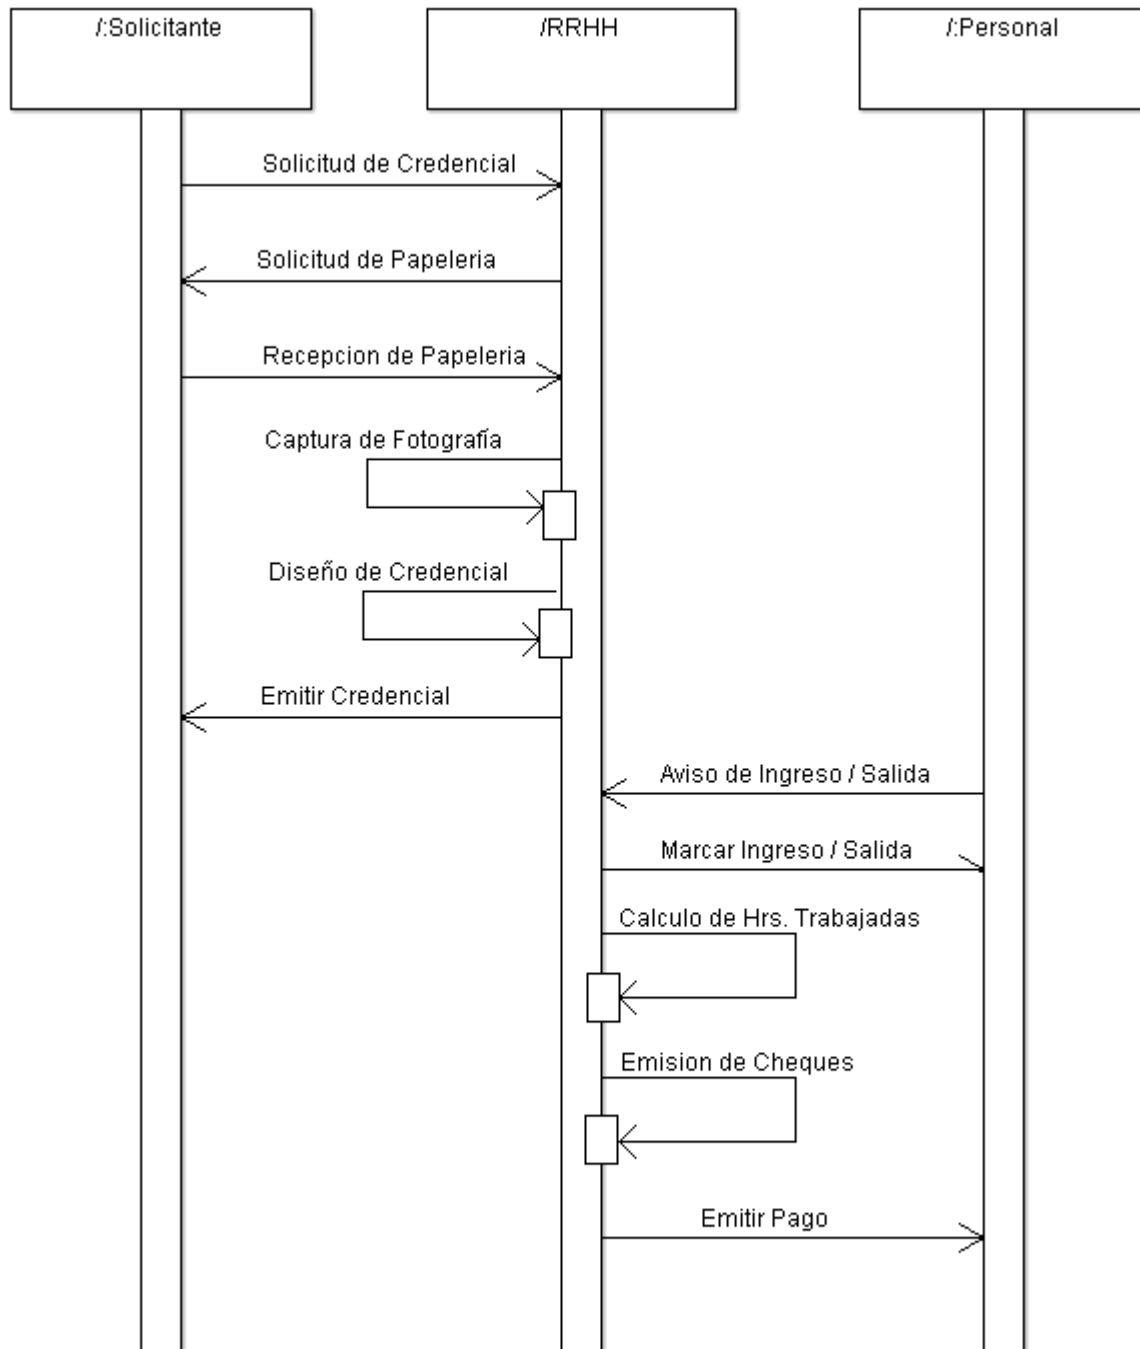 /:Solicitante
/RRHH
/:Personal
Solicitud de Credencial
Solicitud de Papeleria
Recepcion de Papeleria
Captura de Fotografía
Diseño de Credencial
Emitir Credencial
Aviso de Ingreso / Salida
Marcar Ingreso / Salida
Calculo de Hrs. Trabajadas
Emision de Cheques
Emitir Pago